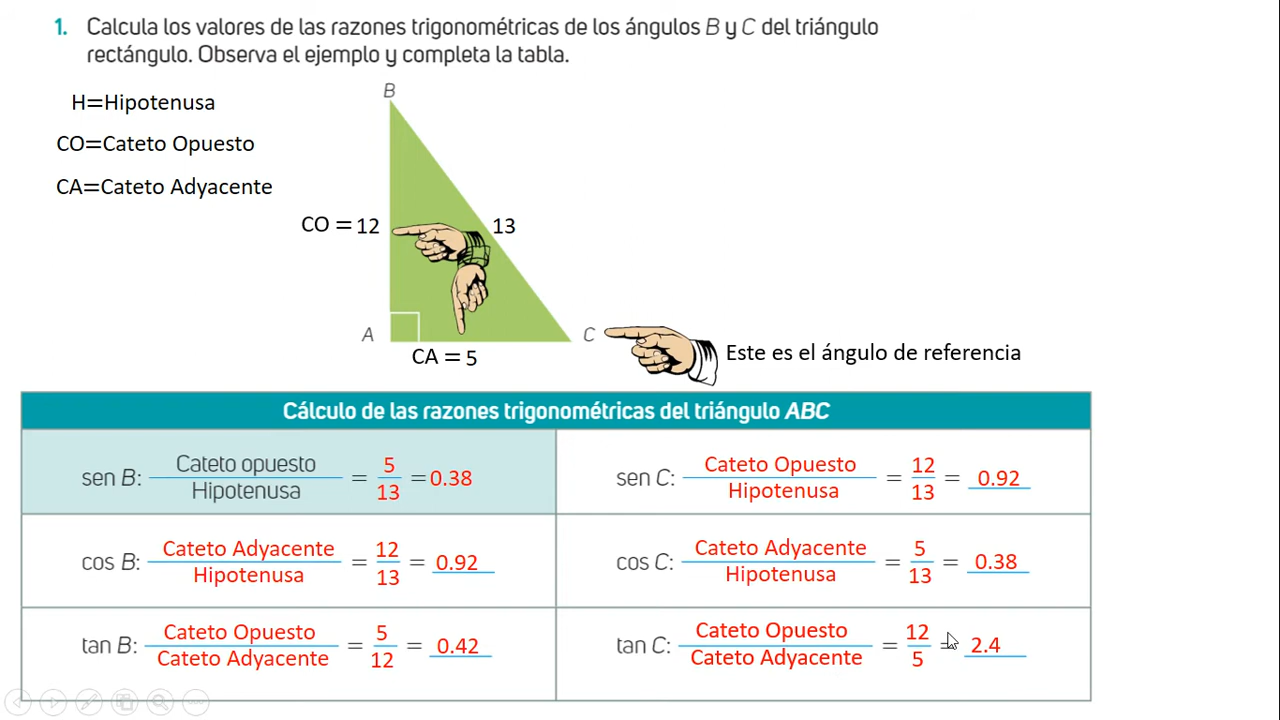 1. Calcula los valores de las razones trigonométricas de los ángulos B y C del triángulo
rectángulo. Observa el ejemplo y completa la tabla.
H=Hipotenusa
CO=Cateto Opuesto
CA=Cateto Adyacente
B
CO = 12
13
A
C
CA = 5
Este es el ángulo de referencia
Cálculo de las razones trigonométricas del triángulo ABC
sen B: Cateto opuesto / Hipotenusa = 5/13 = 0.38
sen C: Cateto Opuesto / Hipotenusa = 12/13 = 0.92
cos B: Cateto Adyacente / Hipotenusa = 12/13 = 0.92
cos C: Cateto Adyacente / Hipotenusa = 5/13 = 0.38
tan B: Cateto Opuesto / Cateto Adyacente = 5/12 = 0.42
tan C: Cateto Opuesto / Cateto Adyacente = 12/5 = 2.4